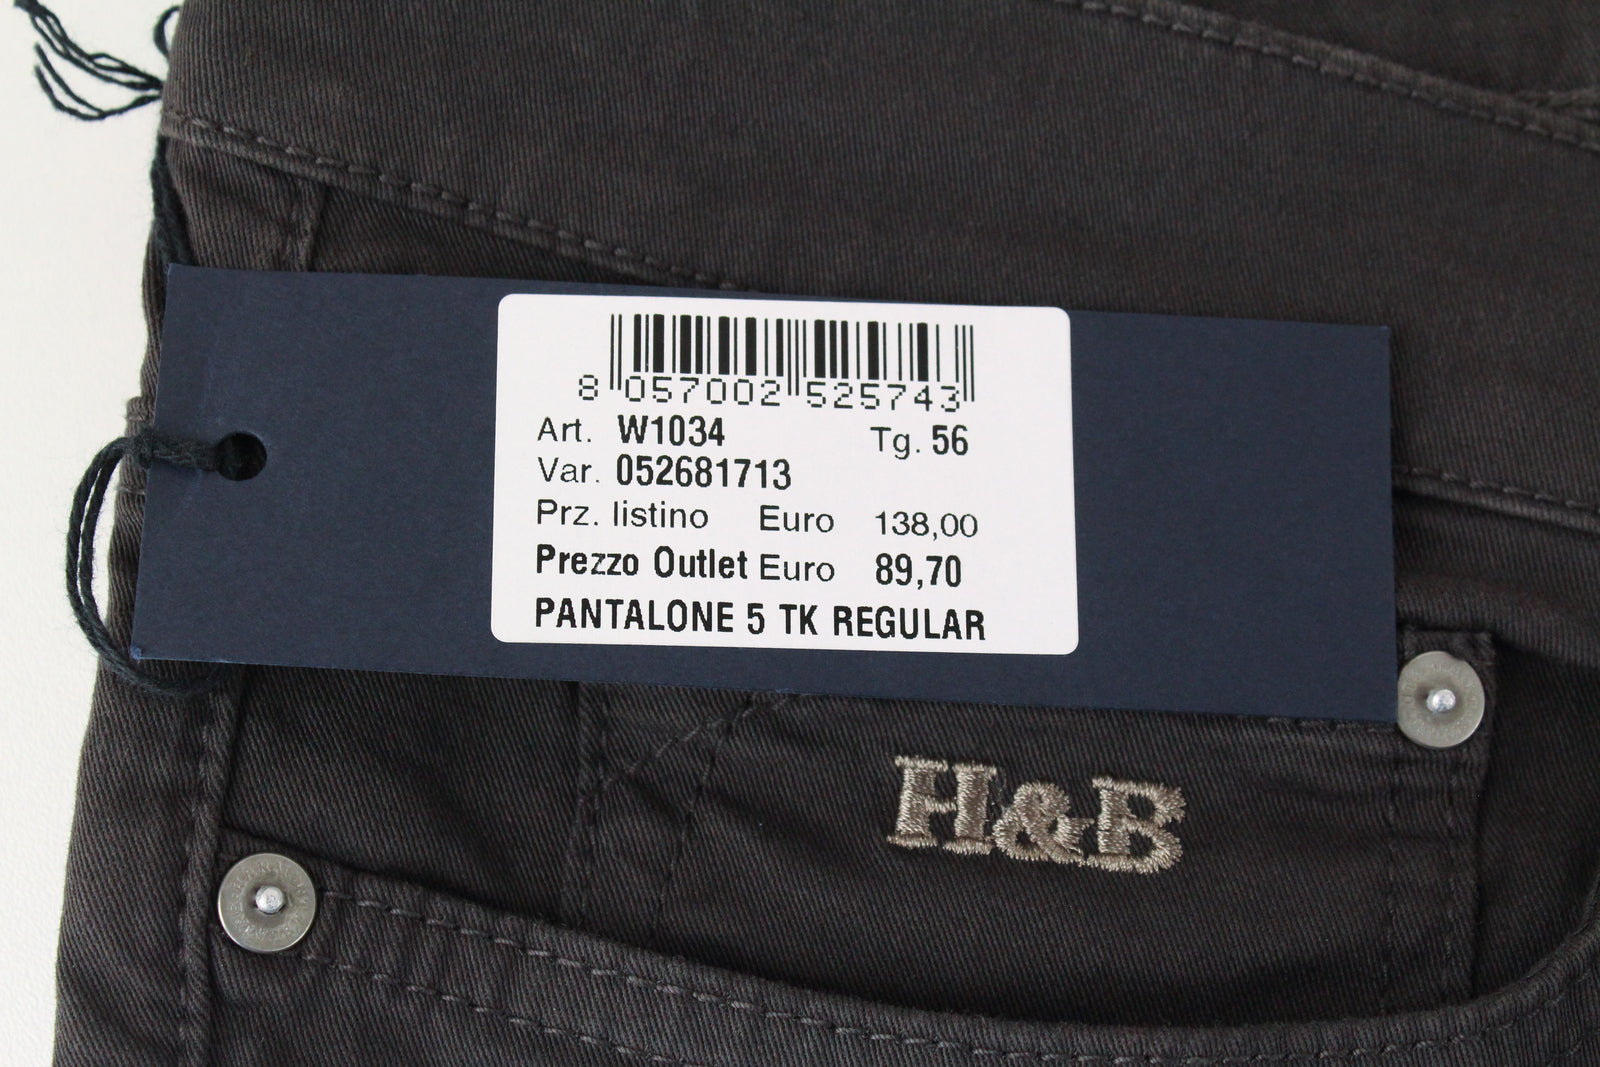 8 057002 525743
Art. W1034 Tg. 56
Var. 052681713
Prz. listino Euro 138,00
Prezzo Outlet Euro 89,70
PANTALONE 5 TK REGULAR
H&B